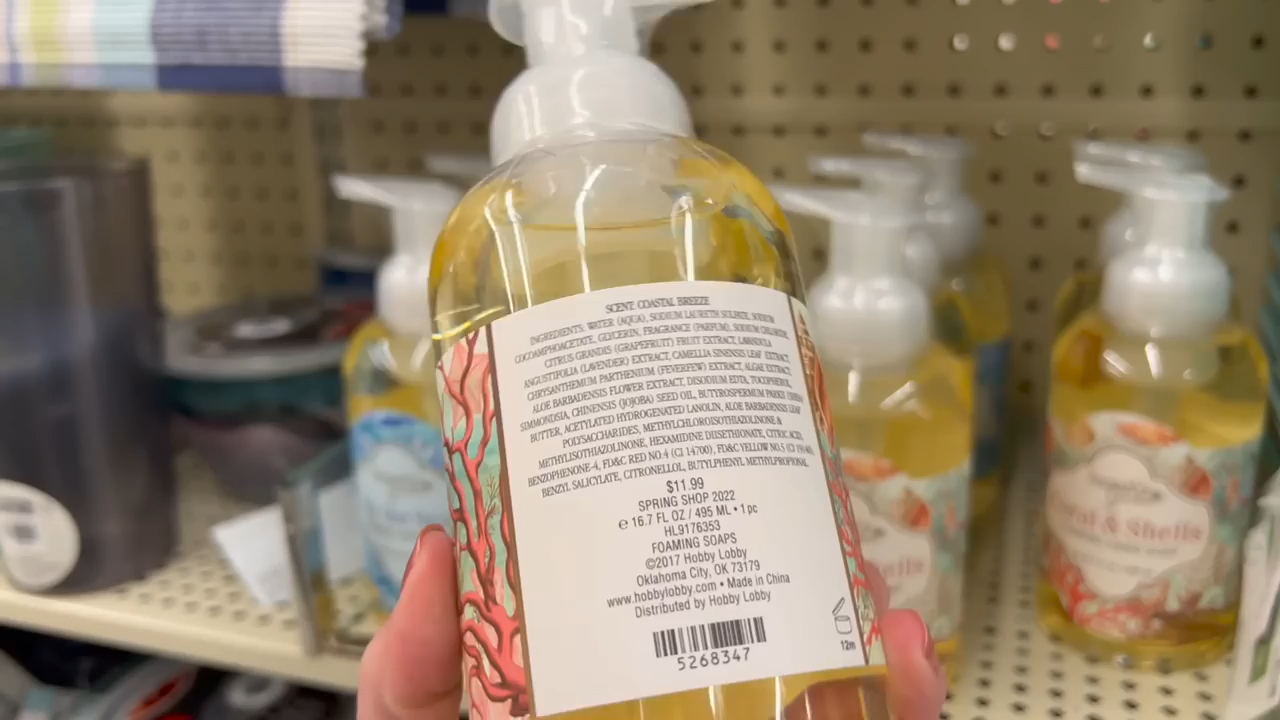 SCENT: COASTAL BREEZE
INGREDIENTS: WATER (AQUA), SODIUM LAURETH SULFATE, SODIUM
COCOAMPHOACETATE, GLYCERIN, FRAGRANCE (PARFUM), SODIUM CHLORIDE,
CITRUS GRANDIS (GRAPEFRUIT) FRUIT EXTRACT, LAVANDULA
ANGUSTIFOLIA (LAVENDER) EXTRACT, CAMELLIA SINENSIS LEAF EXTRACT,
CHRYSANTHEMUM PARTHENIUM (FEVERFEW) EXTRACT, ALGAE EXTRACT,
ALOE BARBADENSIS FLOWER EXTRACT, DISODIUM EDTA, TOCOPHEROL,
SIMMONDSIA, CHINENSIS (JOJOBA) SEED OIL, BUTYROSPERMUM PARKII
BUTTER, ACETYLATED HYDROGENATED LANOLIN, ALOE BARBADENSIS LEAF
POLYSACCHARIDES, METHYLCHLOROISOTHIAZOLINONE &
METHYLISOTHIAZOLINONE, HEXAMIDINE DIISETHIONATE, CITRIC ACID,
BENZOPHENONE-4, FD&C RED NO.4 (CI 14700), FD&C YELLOW NO.5 (CI
BENZYL SALICYLATE, CITRONELLOL, BUTYLPHENYL METHYLPROPIONAL
$11.99
SPRING SHOP 2022
e 16.7 FL OZ / 495 ML • 1 pc
HL9176353
FOAMING SOAPS
©2017 Hobby Lobby
Oklahoma City, OK 73179
www.hobbylobby.com • Made in China
Distributed by Hobby Lobby
5268347
12m
& Shells